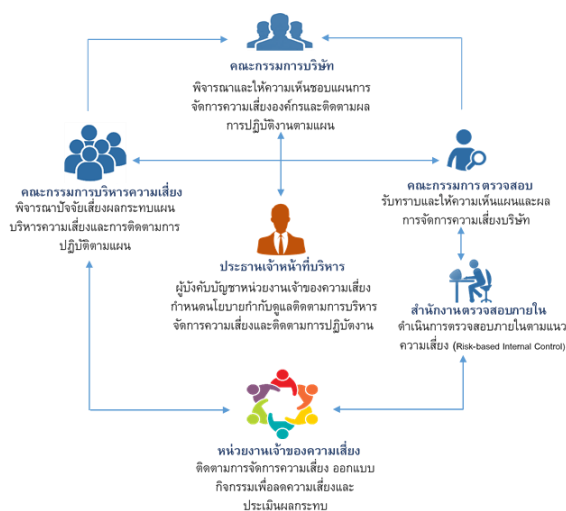 คณะกรรมการบริษัท
พิจารณาและให้ความเห็นชอบแผนการ
จัดการความเสี่ยงองค์กรและติดตามผล
การปฏิบัติงานตามแผน
คณะกรรมการบริหารความเสี่ยง
พิจารณาปัจจัยเสี่ยงผลกระทบแผน
บริหารความเสี่ยงและการติดตามการ
ปฏิบัติตามแผน
คณะกรรมการตรวจสอบ
รับทราบและให้ความเห็นแผนและผล
การจัดการความเสี่ยงบริษัท
ประธานเจ้าหน้าที่บริหาร
ผู้บังคับบัญชาหน่วยงานเจ้าของความเสี่ยง
กำหนดนโยบายกำกับดูแลติดตามการบริหาร
จัดการความเสี่ยงและติดตามการปฏิบัติงาน
สำนักงานตรวจสอบภายใน
ดำเนินการตรวจสอบภายในตามแนว
ความเสี่ยง (Risk-based Internal Control)
หน่วยงานเจ้าของความเสี่ยง
ติดตามการจัดการความเสี่ยง ออกแบบ
กิจกรรมเพื่อลดความเสี่ยงและ
ประเมินผลกระทบ